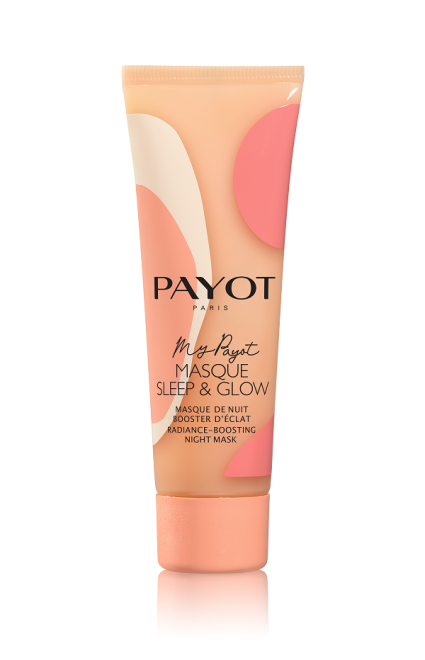 PAYOT
PARIS
My Payot
MASQUE
SLEEP & GLOW
MASQUE DE NUIT
BOOSTER D'ÉCLAT
RADIANCE-BOOSTING
NIGHT MASK